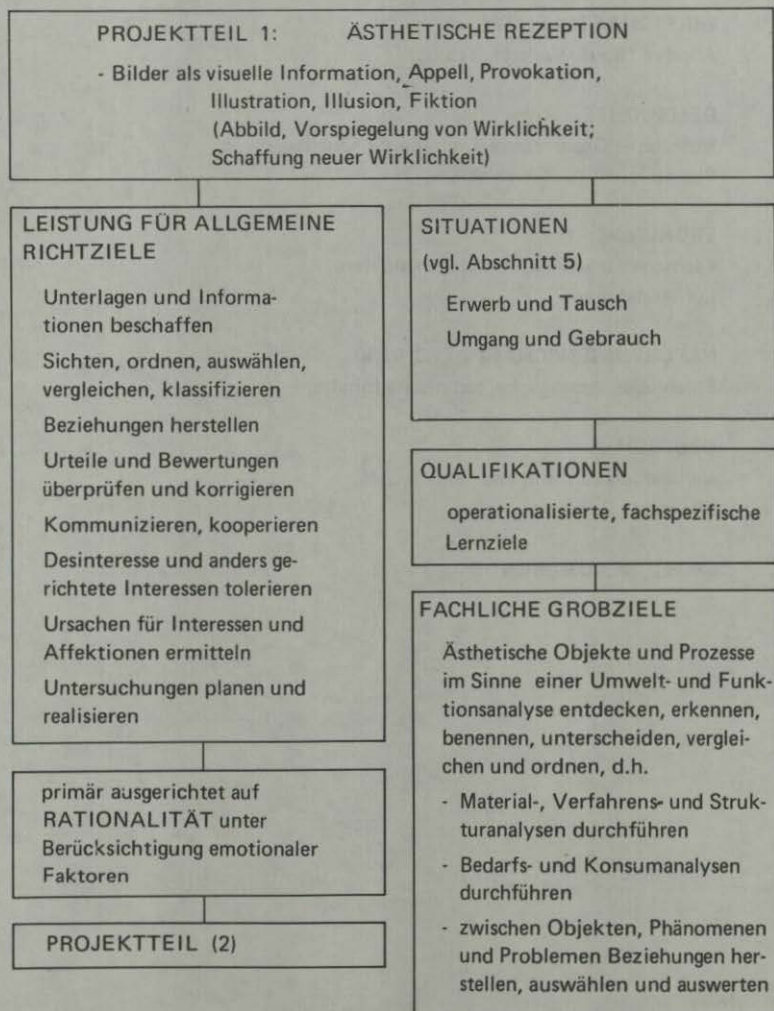 PROJEKTTEIL 1: ÄSTHETISCHE REZEPTION
- Bilder als visuelle Information, Appell, Provokation,
Illustration, Illusion, Fiktion
(Abbild, Vorspiegelung von Wirklichkeit;
Schaffung neuer Wirklichkeit)
LEISTUNG FÜR ALLGEMEINE
RICHTZIELE
Unterlagen und Informa-
tionen beschaffen
Sichten, ordnen, auswählen,
vergleichen, klassifizieren
Beziehungen herstellen
Urteile und Bewertungen
überprüfen und korrigieren
Kommunizieren, kooperieren
Desinteresse und anders ge-
richtete Interessen tolerieren
Ursachen für Interessen und
Affektionen ermitteln
Untersuchungen planen und
realisieren
primär ausgerichtet auf
RATIONALITÄT unter
Berücksichtigung emotionaler
Faktoren
PROJEKTTEIL (2)
SITUATIONEN
(vgl. Abschnitt 5)
Erwerb und Tausch
Umgang und Gebrauch
QUALIFIKATIONEN
operationalisierte, fachspezifische
Lernziele
FACHLICHE GROBZIELE
Ästhetische Objekte und Prozesse
im Sinne einer Umwelt- und Funk-
tionsanalyse entdecken, erkennen,
benennen, unterscheiden, verglei-
chen und ordnen, d.h.
- Material-, Verfahrens- und Struk-
turanalysen durchführen
- Bedarfs- und Konsumanalysen
durchführen
- zwischen Objekten, Phänomenen
und Problemen Beziehungen her-
stellen, auswählen und auswerten